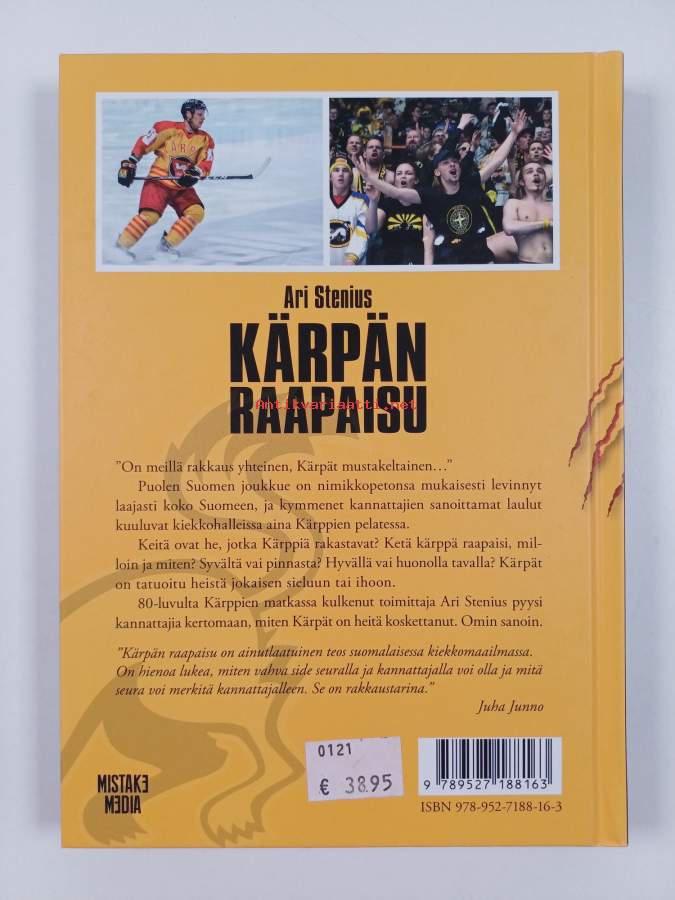 KÄRP
Ari Stenius
KÄRPÄN
RAAPAISU
Antikvariaatti.net
”On meillä rakkaus yhteinen, Kärpät mustakeltainen…”
Puolen Suomen joukkue on nimikkopetonsa mukaisesti levinnyt
laajasti koko Suomeen, ja kymmenet kannattajien sanoittamat laulut
kuuluvat kiekkohalleissa aina Kärppien pelatessa.
Keitä ovat he, jotka Kärppiä rakastavat? Ketä kärppä raapaisi, mil-
loin ja miten? Syvältä vai pinnasta? Hyvällä vai huonolla tavalla? Kärpät
on tatuoitu heistä jokaisen sieluun tai ihoon.
80-luvulta Kärppien matkassa kulkenut toimittaja Ari Stenius pyysi
kannattajia kertomaan, miten Kärpät on heitä koskettanut. Omin sanoin.
”Kärpän raapaisu on ainutlaatuinen teos suomalaisessa kiekkomaailmassa.
On hienoa lukea, miten vahva side seuralla ja kannattajalla voi olla ja mitä
seura voi merkitä kannattajalleen. Se on rakkaustarina.”
Juha Junno
MISTAKE
MEDIA
0121
€ 38.95
9 789527 188163
ISBN 978-952-7188-16-3